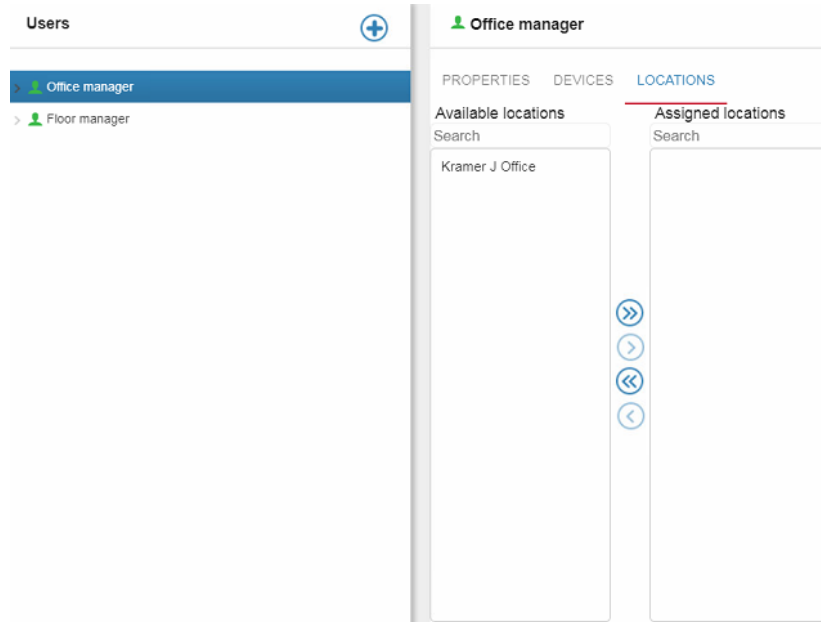 Users
Office manager
Floor manager
Office manager
PROPERTIES DEVICES LOCATIONS
Available locations
Search
Kramer J Office
Assigned locations
Search